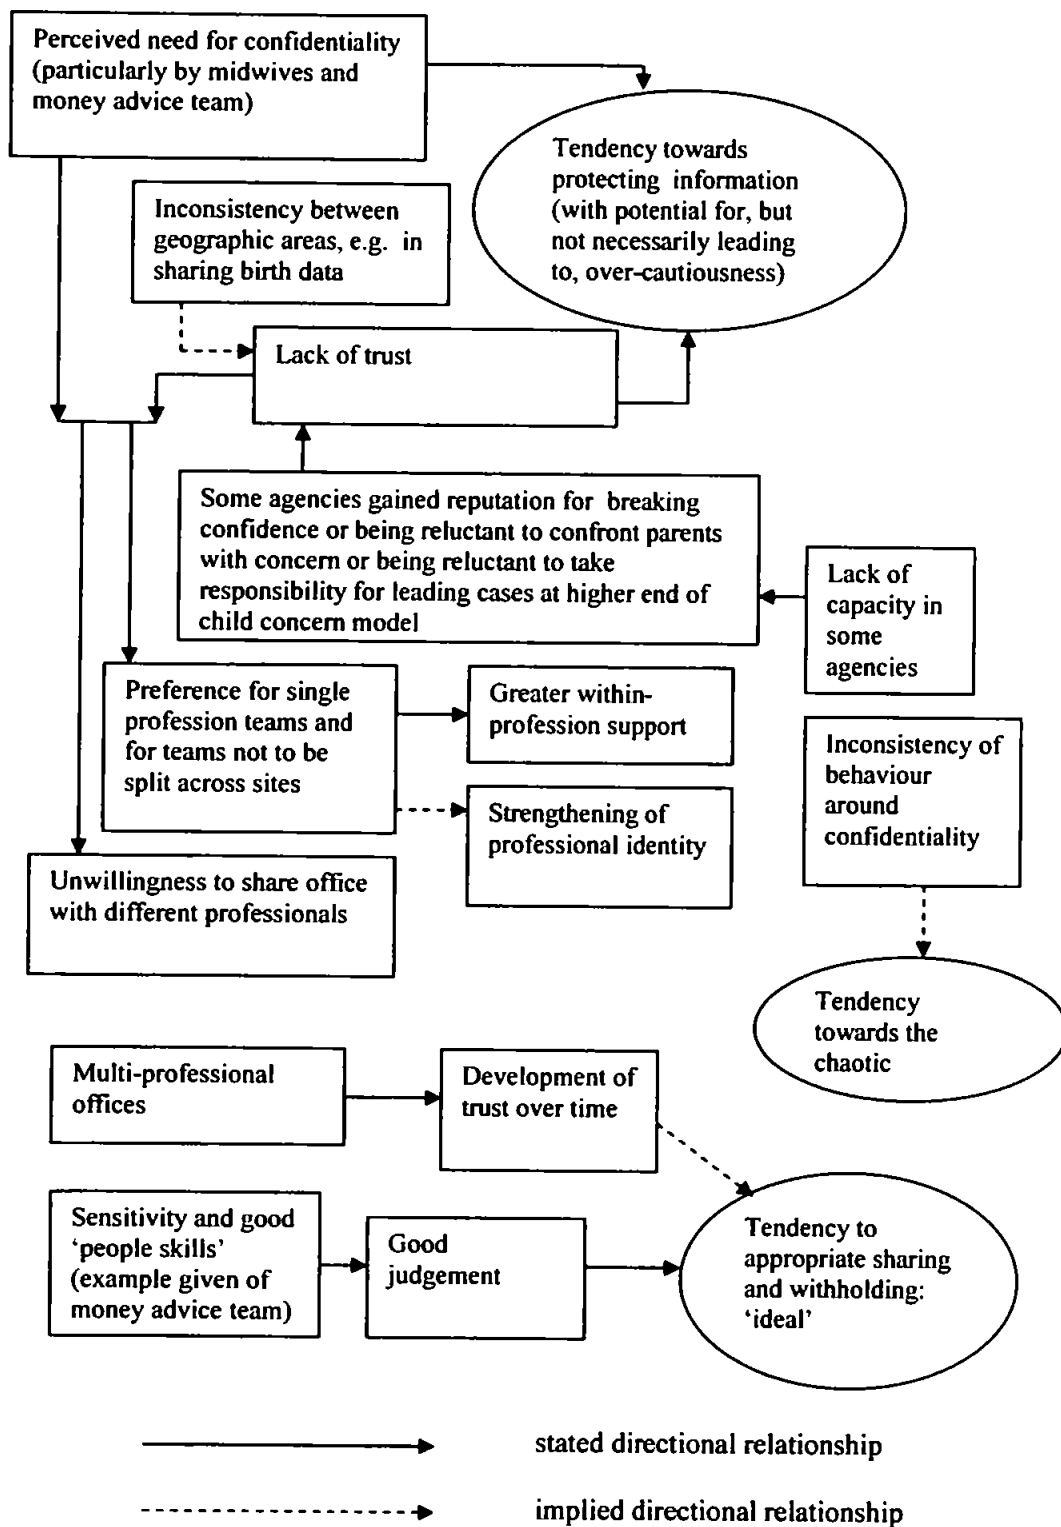 Perceived need for confidentiality
(particularly by midwives and
money advice team)
Tendency towards
protecting information
(with potential for, but
not necessarily leading
to, over-cautiousness)
Inconsistency between
geographic areas, e.g. in
sharing birth data
Lack of trust
Some agencies gained reputation for breaking
confidence or being reluctant to confront parents
with concern or being reluctant to take
responsibility for leading cases at higher end of
child concern model
Lack of
capacity in
some
agencies
Preference for single
profession teams and
for teams not to be
split across sites
Greater within-
profession support
Inconsistency of
behaviour
around
confidentiality
Strengthening of
professional identity
Unwillingness to share office
with different professionals
Tendency
towards the
chaotic
Multi-professional
offices
Development of
trust over time
Sensitivity and good
‘people skills’
(example given of
money advice team)
Good
judgement
Tendency to
appropriate sharing
and withholding:
‘ideal’
stated directional relationship
implied directional relationship